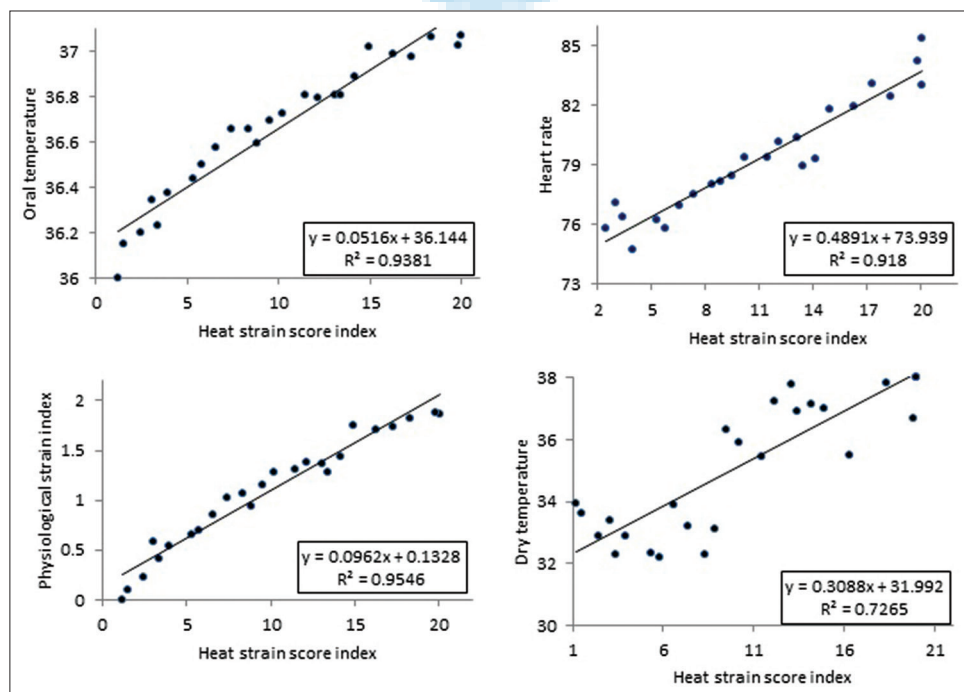 Oral temperature
37
36.8
36.6
36.4
36.2
36
y = 0.0516x + 36.144
R² = 0.9381
0 5 10 15 20
Heat strain score index
Heart rate
85
82
79
76
73
y = 0.4891x + 73.939
R² = 0.918
2 5 8 11 14 17 20
Heat strain score index
Physiological strain index
2
1.5
1
0.5
0
y = 0.0962x + 0.1328
R² = 0.9546
0 5 10 15 20
Heat strain score index
Dry temperature
38
36
34
32
30
y = 0.3088x + 31.992
R² = 0.7265
1 6 11 16 21
Heat strain score index